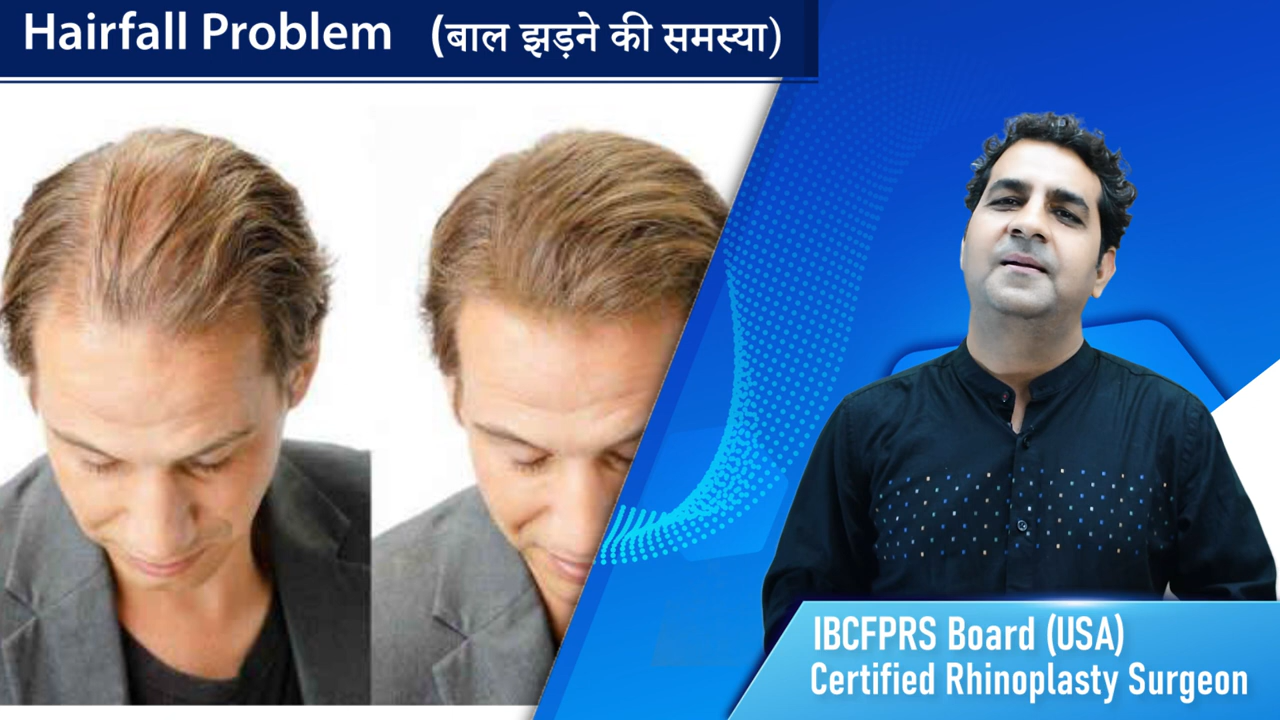 Hairfall Problem (बाल झड़ने की समस्या)
IBCFPRS Board (USA)
Certified Rhinoplasty Surgeon